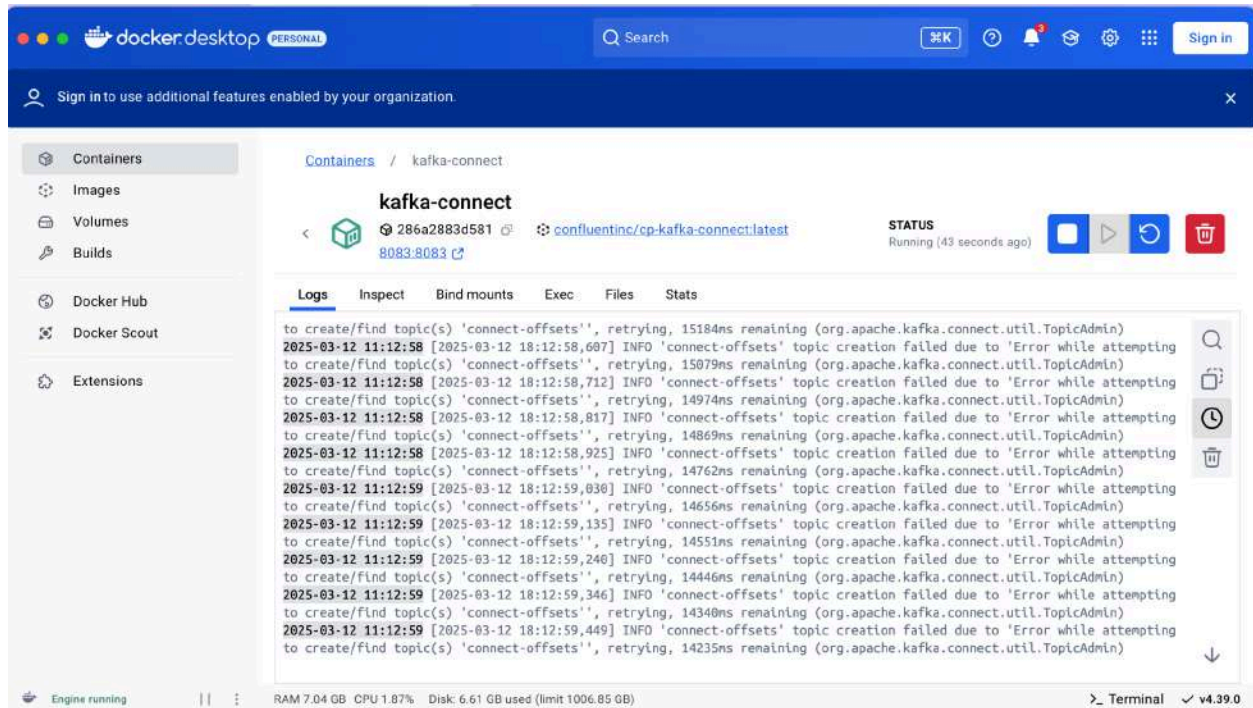 docker.desktop PERSONAL
Search
⌘K
3
Sign in
Sign in to use additional features enabled by your organization.
Containers
Images
Volumes
Builds
Docker Hub
Docker Scout
Extensions
Containers / kafka-connect
kafka-connect
286a2883d581 confluentinc/cp-kafka-connect:latest
8083:8083
STATUS
Running (43 seconds ago)
Logs Inspect Bind mounts Exec Files Stats
to create/find topic(s) 'connect-offsets'', retrying, 15184ms remaining (org.apache.kafka.connect.util.TopicAdmin)
2025-03-12 11:12:58 [2025-03-12 18:12:58,607] INFO 'connect-offsets' topic creation failed due to 'Error while attempting
to create/find topic(s) 'connect-offsets'', retrying, 15079ms remaining (org.apache.kafka.connect.util.TopicAdmin)
2025-03-12 11:12:58 [2025-03-12 18:12:58,712] INFO 'connect-offsets' topic creation failed due to 'Error while attempting
to create/find topic(s) 'connect-offsets'', retrying, 14974ms remaining (org.apache.kafka.connect.util.TopicAdmin)
2025-03-12 11:12:58 [2025-03-12 18:12:58,817] INFO 'connect-offsets' topic creation failed due to 'Error while attempting
to create/find topic(s) 'connect-offsets'', retrying, 14869ms remaining (org.apache.kafka.connect.util.TopicAdmin)
2025-03-12 11:12:58 [2025-03-12 18:12:58,925] INFO 'connect-offsets' topic creation failed due to 'Error while attempting
to create/find topic(s) 'connect-offsets'', retrying, 14762ms remaining (org.apache.kafka.connect.util.TopicAdmin)
2025-03-12 11:12:59 [2025-03-12 18:12:59,030] INFO 'connect-offsets' topic creation failed due to 'Error while attempting
to create/find topic(s) 'connect-offsets'', retrying, 14656ms remaining (org.apache.kafka.connect.util.TopicAdmin)
2025-03-12 11:12:59 [2025-03-12 18:12:59,135] INFO 'connect-offsets' topic creation failed due to 'Error while attempting
to create/find topic(s) 'connect-offsets'', retrying, 14551ms remaining (org.apache.kafka.connect.util.TopicAdmin)
2025-03-12 11:12:59 [2025-03-12 18:12:59,240] INFO 'connect-offsets' topic creation failed due to 'Error while attempting
to create/find topic(s) 'connect-offsets'', retrying, 14446ms remaining (org.apache.kafka.connect.util.TopicAdmin)
2025-03-12 11:12:59 [2025-03-12 18:12:59,346] INFO 'connect-offsets' topic creation failed due to 'Error while attempting
to create/find topic(s) 'connect-offsets'', retrying, 14340ms remaining (org.apache.kafka.connect.util.TopicAdmin)
2025-03-12 11:12:59 [2025-03-12 18:12:59,449] INFO 'connect-offsets' topic creation failed due to 'Error while attempting
to create/find topic(s) 'connect-offsets'', retrying, 14235ms remaining (org.apache.kafka.connect.util.TopicAdmin)
Engine running RAM 7.04 GB CPU 1.87% Disk: 6.61 GB used (limit 1006.85 GB) >_ Terminal v4.39.0